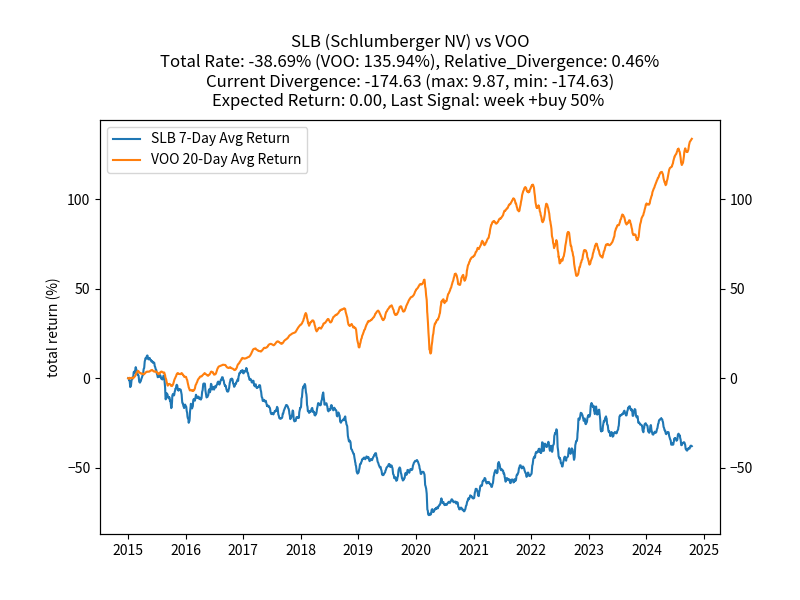 SLB (Schlumberger NV) vs VOO
Total Rate: -38.69% (VOO: 135.94%), Relative_Divergence: 0.46%
Current Divergence: -174.63 (max: 9.87, min: -174.63)
Expected Return: 0.00, Last Signal: week +buy 50%
SLB 7-Day Avg Return
VOO 20-Day Avg Return
total return (%)
100 100
50 50
0 0
−50 −50
2015 2016 2017 2018 2019 2020 2021 2022 2023 2024 2025